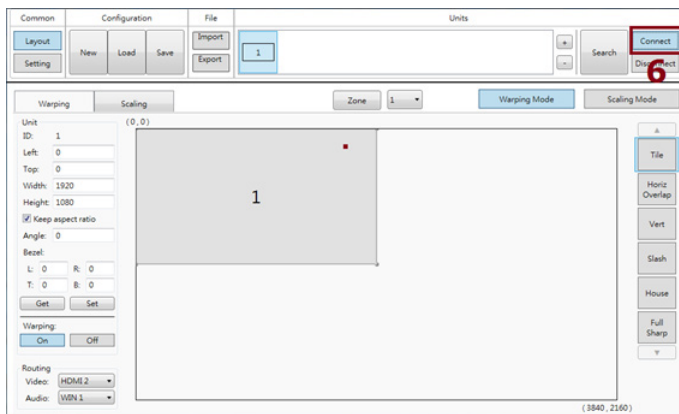 Common Configuration File Units
Layout
Setting
New Load Save
Import
Export
1
+
-
Search
Connect
Disconnect
6
Warping Scaling Zone 1 Warping Mode Scaling Mode
Unit
ID: 1
Left: 0
Top: 0
Width: 1920
Height: 1080
Keep aspect ratio
Angle: 0
Bezel:
L: 0 R: 0
T: 0 B: 0
Get Set
Warping:
On Off
Routing
Video: HDMI 2
Audio: WIN 1
(0,0)
1
(3840,2160)
Tile
Horiz
Overlap
Vert
Slash
House
Full
Sharp